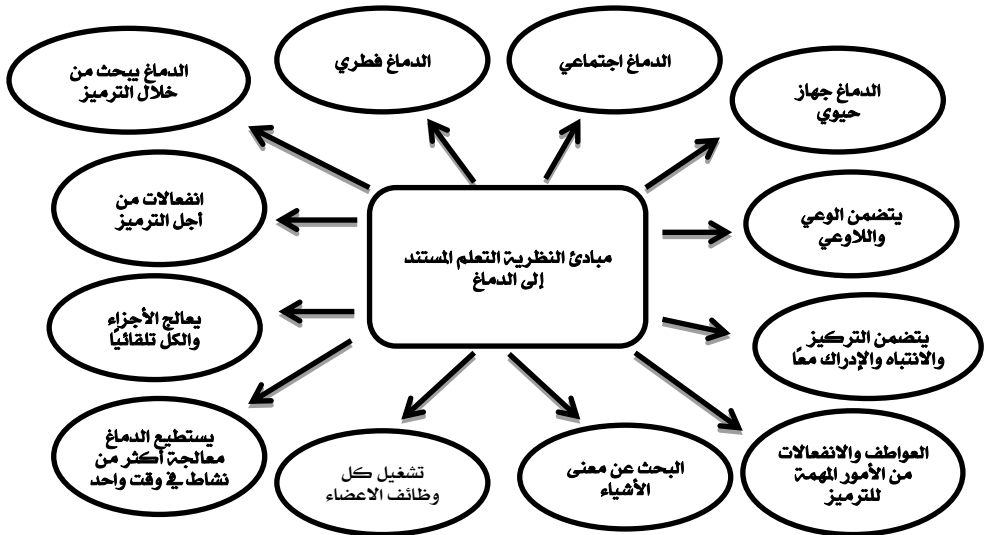 مبادئ النظرية التعلم المستند
إلى الدماغ
الدماغ جهاز
حيوي
الدماغ اجتماعي
الدماغ فطري
الدماغ يبحث من
خلال الترميز
انفعالات من
أجل الترميز
يعالج الأجزاء
والكل تلقائيًا
يستطيع الدماغ
معالجة أكثر من
نشاط في وقت واحد
تشغيل كل
وظائف الاعضاء
البحث عن معنى
الأشياء
العواطف والانفعالات
من الأمور المهمة
للترميز
يتضمن التركيز
والانتباه والإدراك معًا
يتضمن الوعي
واللاوعي